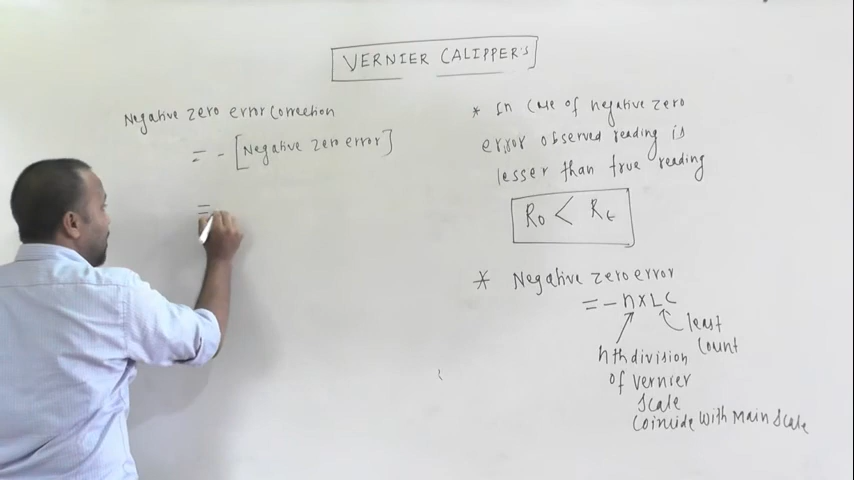 VERNIER CALIPPER'S
Negative zero error correction
= - [Negative zero error]
=
* In case of negative zero
error observed reading is
lesser than true reading
Ro < Rt
* Negative zero error
= - n x LC
least
count
nth division
of vernier
scale
coincide with main scale